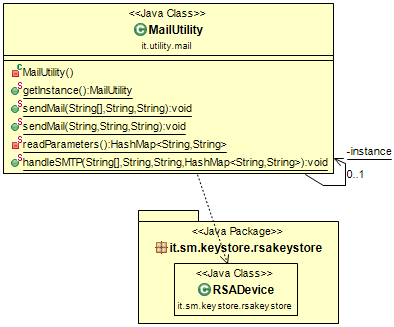 <<Java Class>>
MailUtility
it.utility.mail
MailUtility()
getInstance():MailUtility
sendMail(String[],String,String):void
sendMail(String,String,String):void
readParameters():HashMap<String,String>
handleSMTP(String[],String,String,HashMap<String,String>):void
-instance
0..1
<<Java Package>>
it.sm.keystore.rsakeystore
<<Java Class>>
RSADevice
it.sm.keystore.rsakeystore